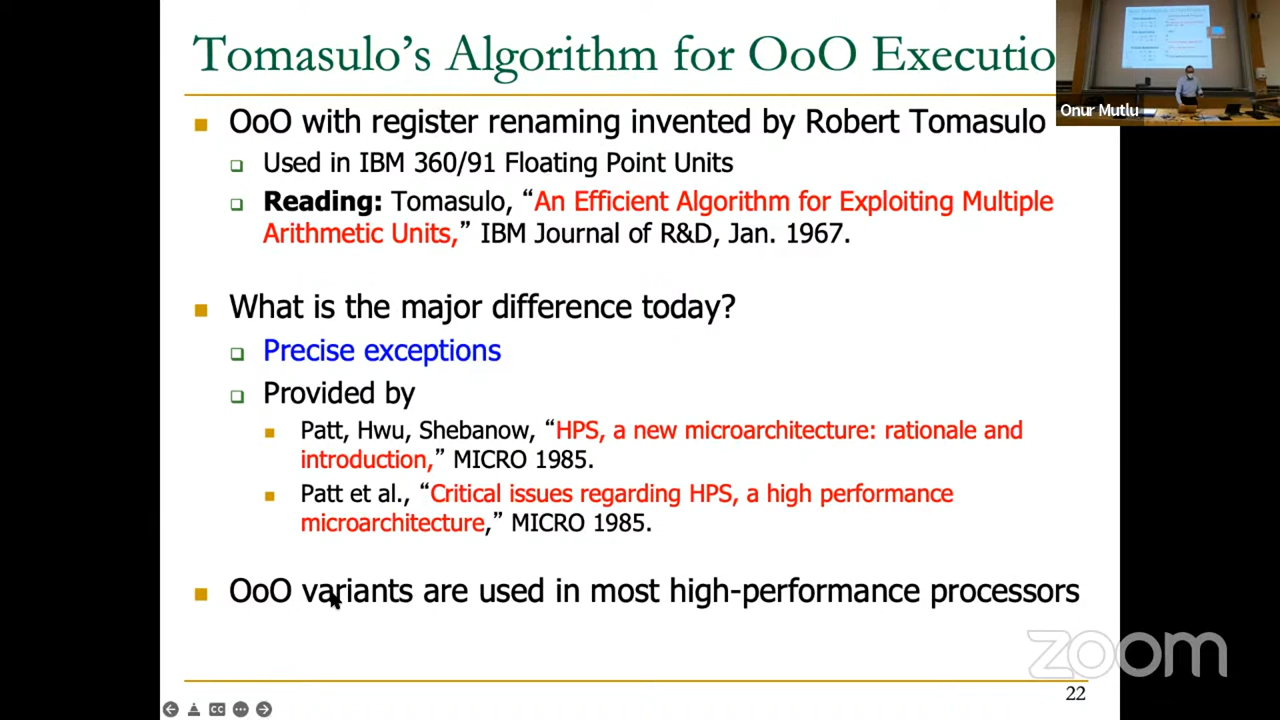 Tomasulo's Algorithm for OoO Executio
Onur Mutlu
OoO with register renaming invented by Robert Tomasulo
Used in IBM 360/91 Floating Point Units
Reading: Tomasulo, “An Efficient Algorithm for Exploiting Multiple
Arithmetic Units,” IBM Journal of R&D, Jan. 1967.
What is the major difference today?
Precise exceptions
Provided by
Patt, Hwu, Shebanow, “HPS, a new microarchitecture: rationale and
introduction,” MICRO 1985.
Patt et al., “Critical issues regarding HPS, a high performance
microarchitecture,” MICRO 1985.
OoO variants are used in most high-performance processors
zoom
22
CC